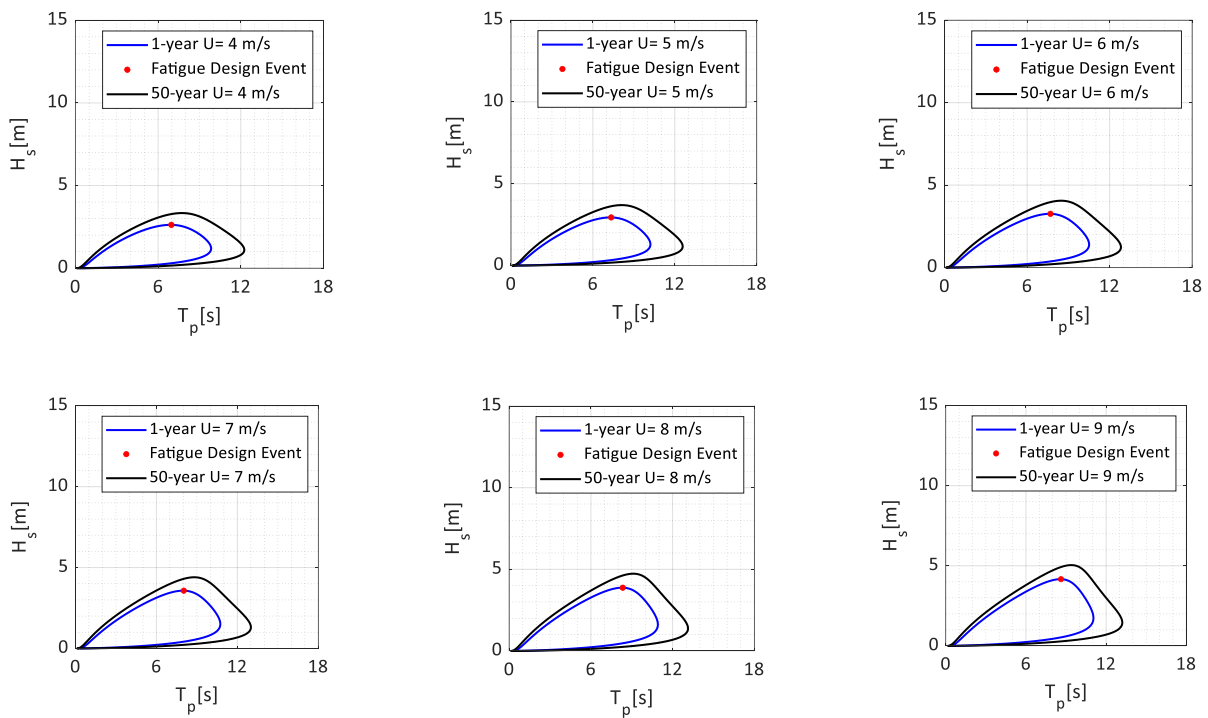 15
10
5
0
H_s[m]
1-year U= 4 m/s
Fatigue Design Event
50-year U= 4 m/s
0 6 12 18
T_p[s]
15
10
5
0
H_s[m]
1-year U= 5 m/s
Fatigue Design Event
50-year U= 5 m/s
0 6 12 18
T_p[s]
15
10
5
0
H_s[m]
1-year U= 6 m/s
Fatigue Design Event
50-year U= 6 m/s
0 6 12 18
T_p[s]
15
10
5
0
H_s[m]
1-year U= 7 m/s
Fatigue Design Event
50-year U= 7 m/s
0 6 12 18
T_p[s]
15
10
5
0
H_s[m]
1-year U= 8 m/s
Fatigue Design Event
50-year U= 8 m/s
0 6 12 18
T_p[s]
15
10
5
0
H_s[m]
1-year U= 9 m/s
Fatigue Design Event
50-year U= 9 m/s
0 6 12 18
T_p[s]